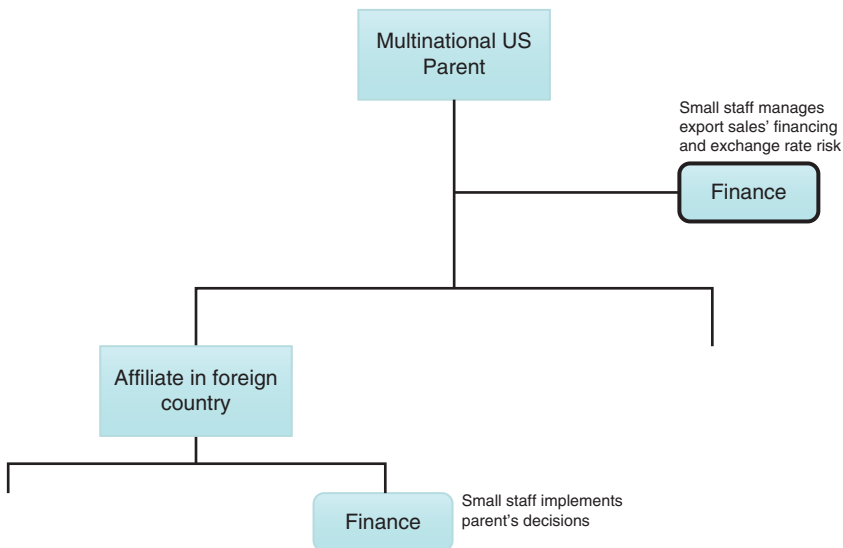 Multinational US
Parent
Small staff manages
export sales’ financing
and exchange rate risk
Finance
Affiliate in foreign
country
Finance
Small staff implements
parent’s decisions